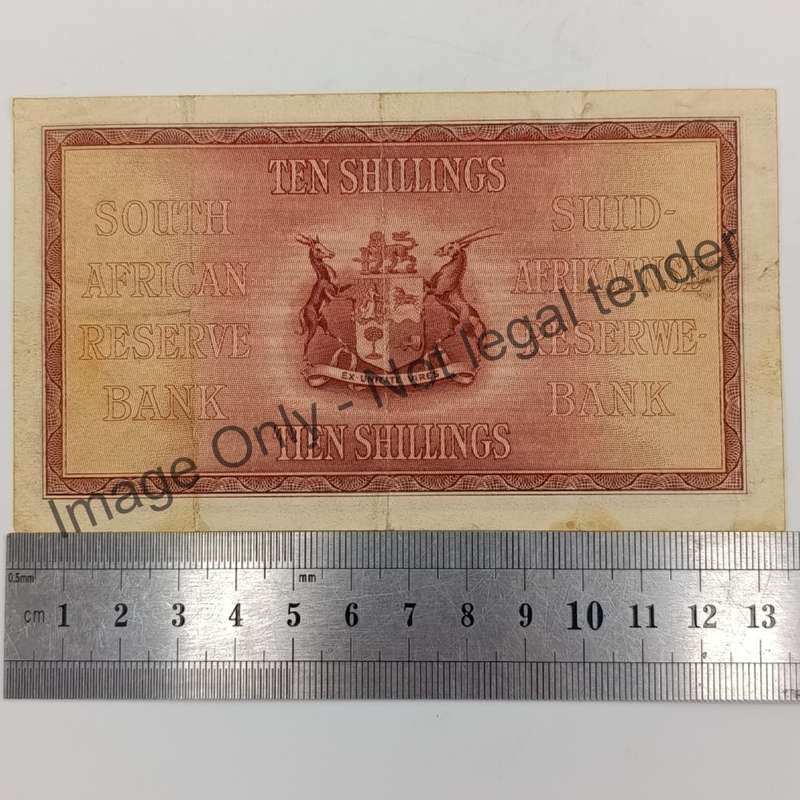 TEN SHILLINGS
SOUTH
AFRICAN
RESERVE
BANK
SUID-
AFRIKAANSE
RESERWE-
BANK
EX UNITATE VIRES
TIEN SHILLINGS
Image Only - Not legal tender
0.5mm
mm
cm 1 2 3 4 5 6 7 8 9 10 11 12 13